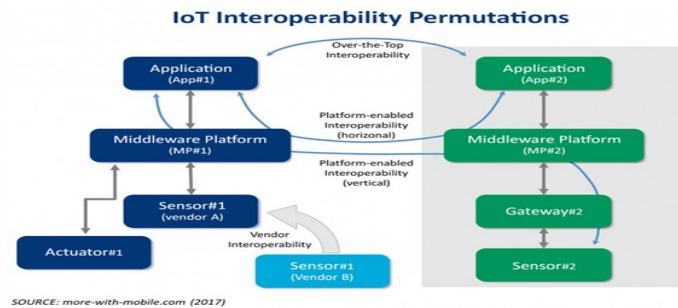 IoT Interoperability Permutations
Over-the-Top
Interoperability
Application
(App#1)
Application
(App#2)
Platform-enabled
Interoperability
(horizonal)
Middleware Platform
(MP#1)
Middleware Platform
(MP#2)
Platform-enabled
Interoperability
(vertical)
Sensor#1
(vendor A)
Gateway#2
Vendor
Interoperability
Actuator#1
Sensor#1
(Vendor B)
Sensor#2
SOURCE: more-with-mobile.com (2017)